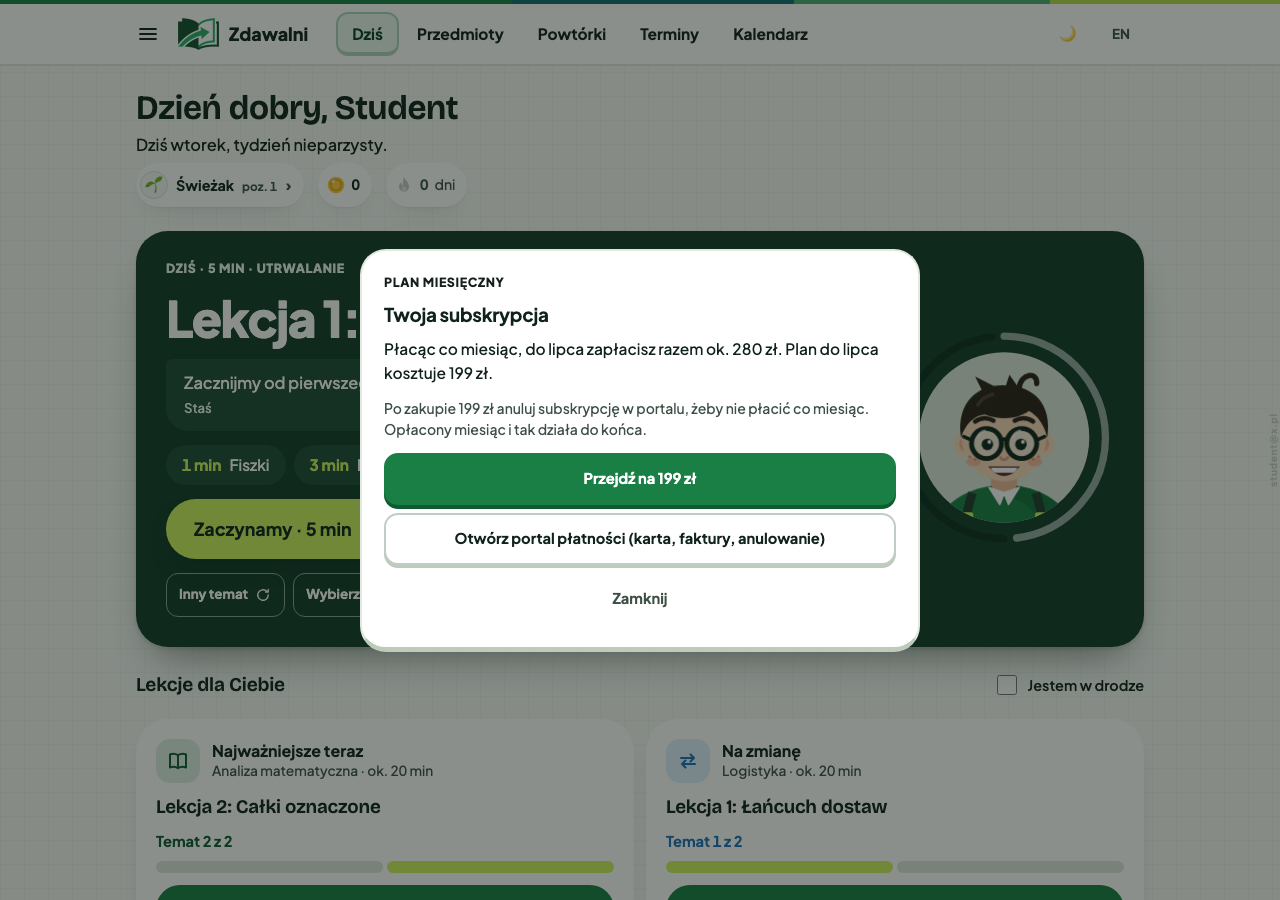 Zdawalni
Dziś
Przedmioty
Powtórki
Terminy
Kalendarz
EN
Dzień dobry, Student
Dziś wtorek, tydzień nieparzysty.
Świeżak poz. 1 ›
0
0 dni
DZIŚ · 5 MIN · UTRWALANIE
Lekcja 1:
Zacznijmy od pierwsze
Staś
1 min Fiszki
3 min
Zaczynamy · 5 min
Inny temat
Wybierz
PLAN MIESIĘCZNY
Twoja subskrypcja
Płacąc co miesiąc, do lipca zapłacisz razem ok. 280 zł. Plan do lipca
kosztuje 199 zł.
Po zakupie 199 zł anuluj subskrypcję w portalu, żeby nie płacić co miesiąc.
Opłacony miesiąc i tak działa do końca.
Przejdź na 199 zł
Otwórz portal płatności (karta, faktury, anulowanie)
Zamknij
student@x.pl
Lekcje dla Ciebie
Jestem w drodze
Najważniejsze teraz
Analiza matematyczna · ok. 20 min
Lekcja 2: Całki oznaczone
Temat 2 z 2
Na zmianę
Logistyka · ok. 20 min
Lekcja 1: Łańcuch dostaw
Temat 1 z 2